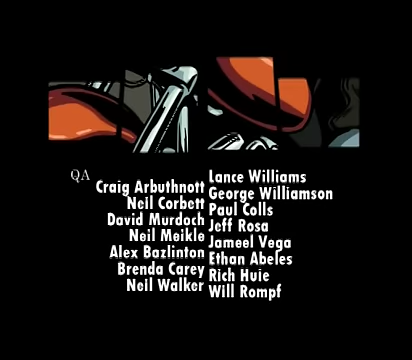 QA
Craig Arbuthnott
Neil Corbett
David Murdoch
Neil Meikle
Alex Bazlinton
Brenda Carey
Neil Walker
Lance Williams
George Williamson
Paul Colls
Jeff Rosa
Jameel Vega
Ethan Abeles
Rich Huie
Will Rompf